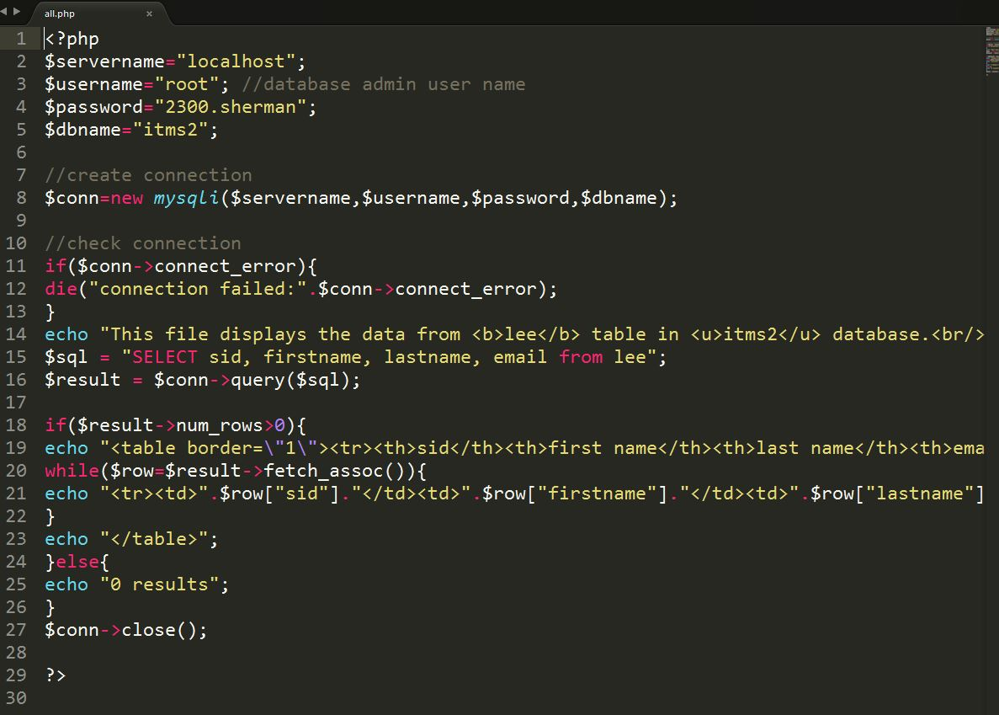 all.php ×
1 <?php
2 $servername="localhost";
3 $username="root"; //database admin user name
4 $password="2300.sherman";
5 $dbname="itms2";
6
7 //create connection
8 $conn=new mysqli($servername,$username,$password,$dbname);
9
10 //check connection
11 if($conn->connect_error){
12 die("connection failed:".$conn->connect_error);
13 }
14 echo "This file displays the data from <b>lee</b> table in <u>itms2</u> database.<br/>
15 $sql = "SELECT sid, firstname, lastname, email from lee";
16 $result = $conn->query($sql);
17
18 if($result->num_rows>0){
19 echo "<table border=\"1\"><tr><th>sid</th><th>first name</th><th>last name</th><th>ema
20 while($row=$result->fetch_assoc()){
21 echo "<tr><td>".$row["sid"]."</td><td>".$row["firstname"]."</td><td>".$row["lastname"]
22 }
23 echo "</table>";
24 }else{
25 echo "0 results";
26 }
27 $conn->close();
28
29 ?>
30